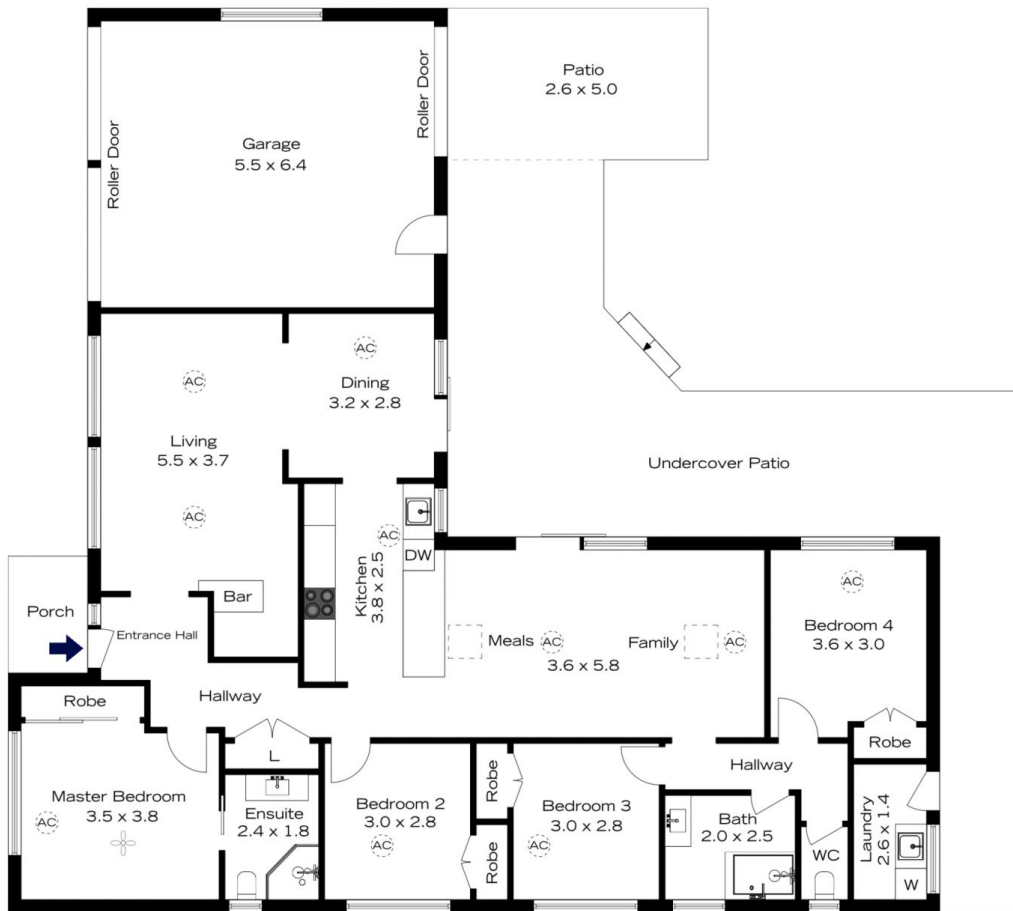 Patio
2.6 x 5.0
Roller Door
Roller Door
Garage
5.5 x 6.4
AC
AC
Dining
3.2 x 2.8
Living
5.5 x 3.7
Undercover Patio
AC
AC
Kitchen
3.8 x 2.5
DW
AC
Bar
Porch
Entrance Hall
Meals
AC
Family
AC
3.6 x 5.8
Bedroom 4
3.6 x 3.0
Robe
Hallway
Robe
L
Hallway
Robe
Master Bedroom
3.5 x 3.8
AC
Ensuite
2.4 x 1.8
Bedroom 2
3.0 x 2.8
AC
Robe
Bedroom 3
3.0 x 2.8
AC
Bath
2.0 x 2.5
WC
Laundry
2.6 x 1.4
W